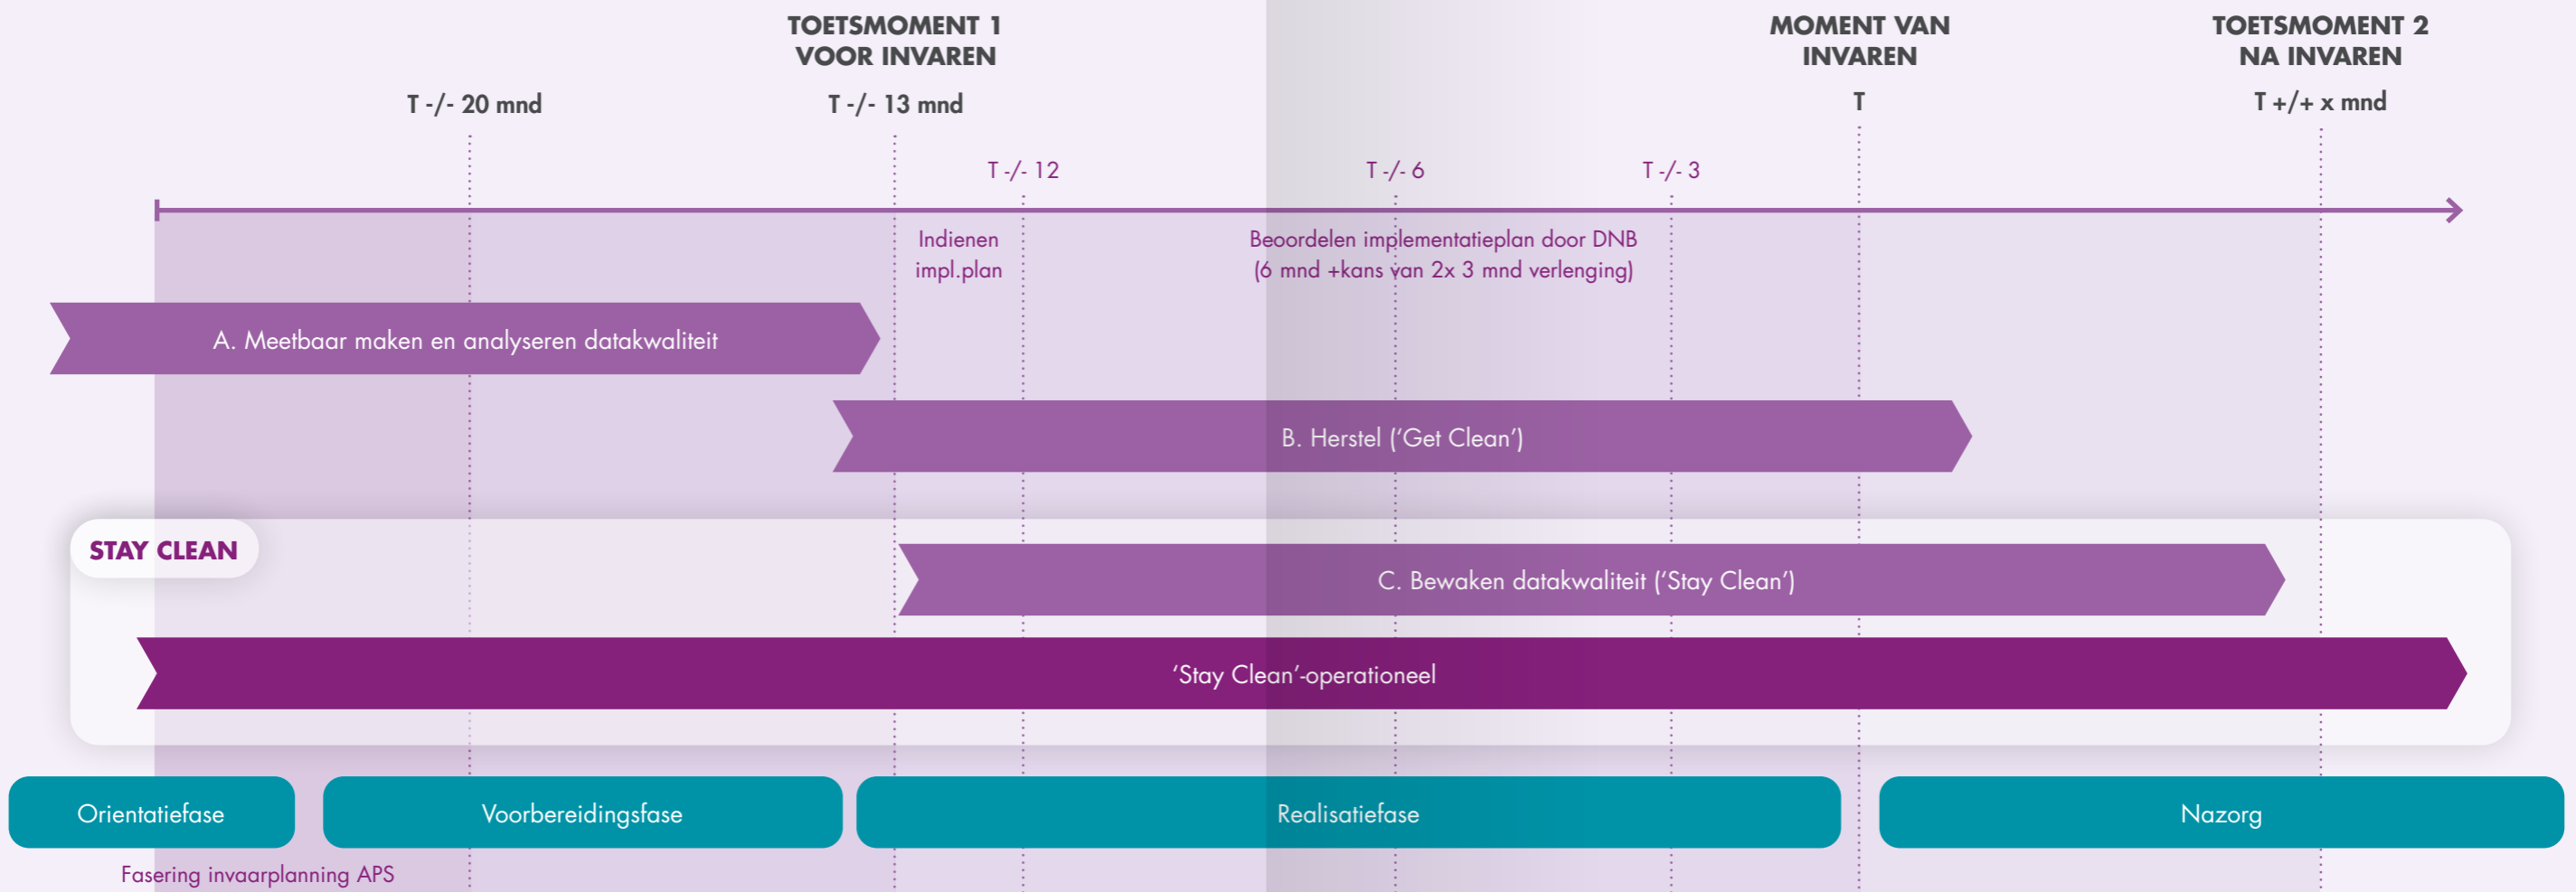 TOETSMOMENT 1
VOOR INVAREN
MOMENT VAN
INVAREN
TOETSMOMENT 2
NA INVAREN
T -/- 20 mnd
T -/- 13 mnd
T
T +/+ x mnd
T -/- 12
T -/- 6
T -/- 3
Indienen
impl.plan
Beoordelen implementatieplan door DNB
(6 mnd +kans van 2x 3 mnd verlenging)
A. Meetbaar maken en analyseren datakwaliteit
B. Herstel (‘Get Clean’)
STAY CLEAN
C. Bewaken datakwaliteit (‘Stay Clean’)
‘Stay Clean’-operationeel
Orientatiefase
Voorbereidingsfase
Realisatiefase
Nazorg
Fasering invaarplanning APS